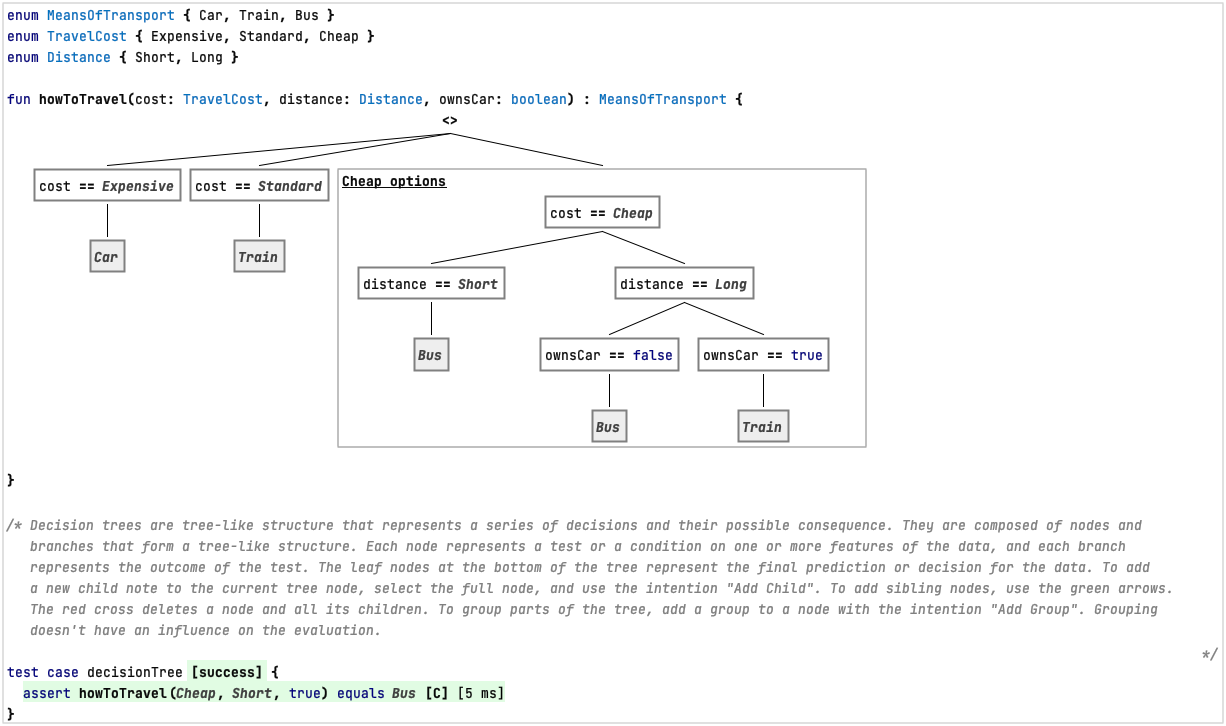 enum MeansOfTransport { Car, Train, Bus }
enum TravelCost { Expensive, Standard, Cheap }
enum Distance { Short, Long }
fun howToTravel(cost: TravelCost, distance: Distance, ownsCar: boolean) : MeansOfTransport {
<>
cost == Expensive
cost == Standard
Car
Train
Cheap options
cost == Cheap
distance == Short
distance == Long
Bus
ownsCar == false
ownsCar == true
Bus
Train
}
/* Decision trees are tree-like structure that represents a series of decisions and their possible consequence. They are composed of nodes and
branches that form a tree-like structure. Each node represents a test or a condition on one or more features of the data, and each branch
represents the outcome of the test. The leaf nodes at the bottom of the tree represent the final prediction or decision for the data. To add
a new child note to the current tree node, select the full node, and use the intention "Add Child". To add sibling nodes, use the green arrows.
The red cross deletes a node and all its children. To group parts of the tree, add a group to a node with the intention "Add Group". Grouping
doesn't have an influence on the evaluation.
*/
test case decisionTree [success] {
assert howToTravel(Cheap, Short, true) equals Bus [C] [5 ms]
}